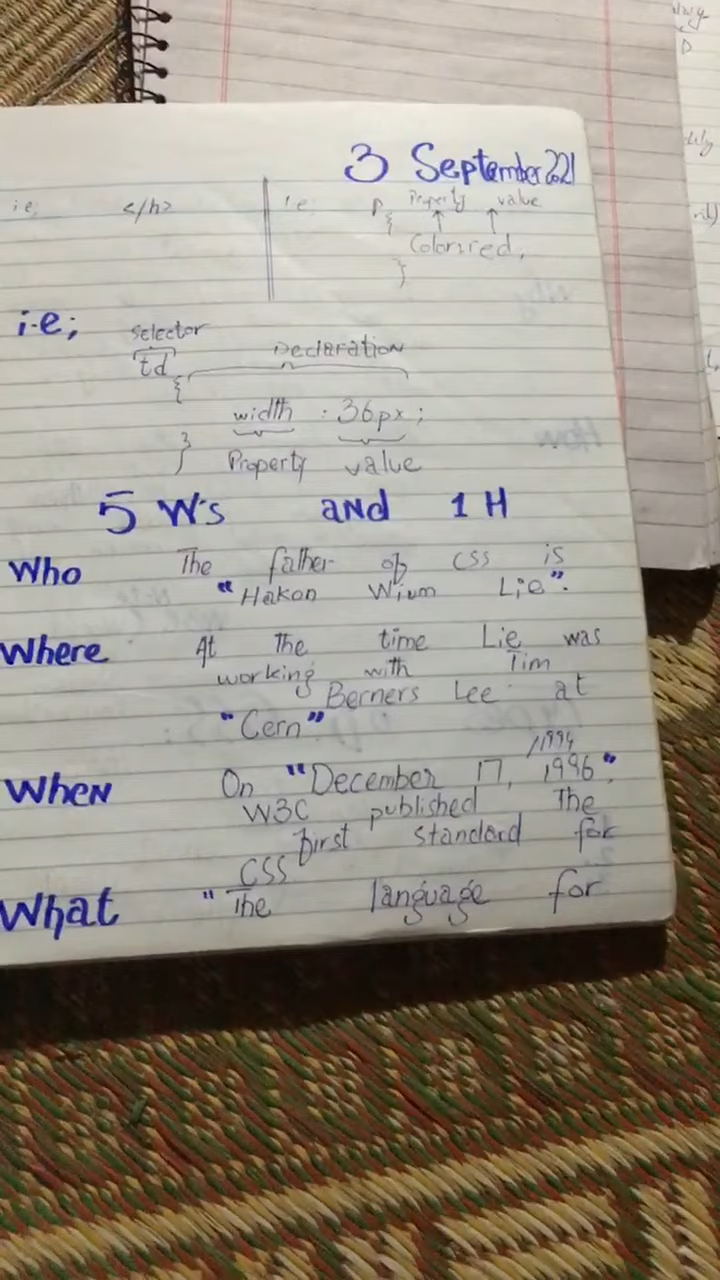 3 September 2021
i.e. </h> i.e. P Property value
{
Color:red,
}
i.e; selector
Declaration
td
{
width : 36px ;
}
Property value
5 W's aNd 1 H
Who The father of CSS is
"Hakon Wium Lie".
Where At the time Lie was
working with Tim
Berners Lee at
"Cern"
/1994
WheN On "December 17, 1996".
W3C published The
first standard for
CSS
What "The language for